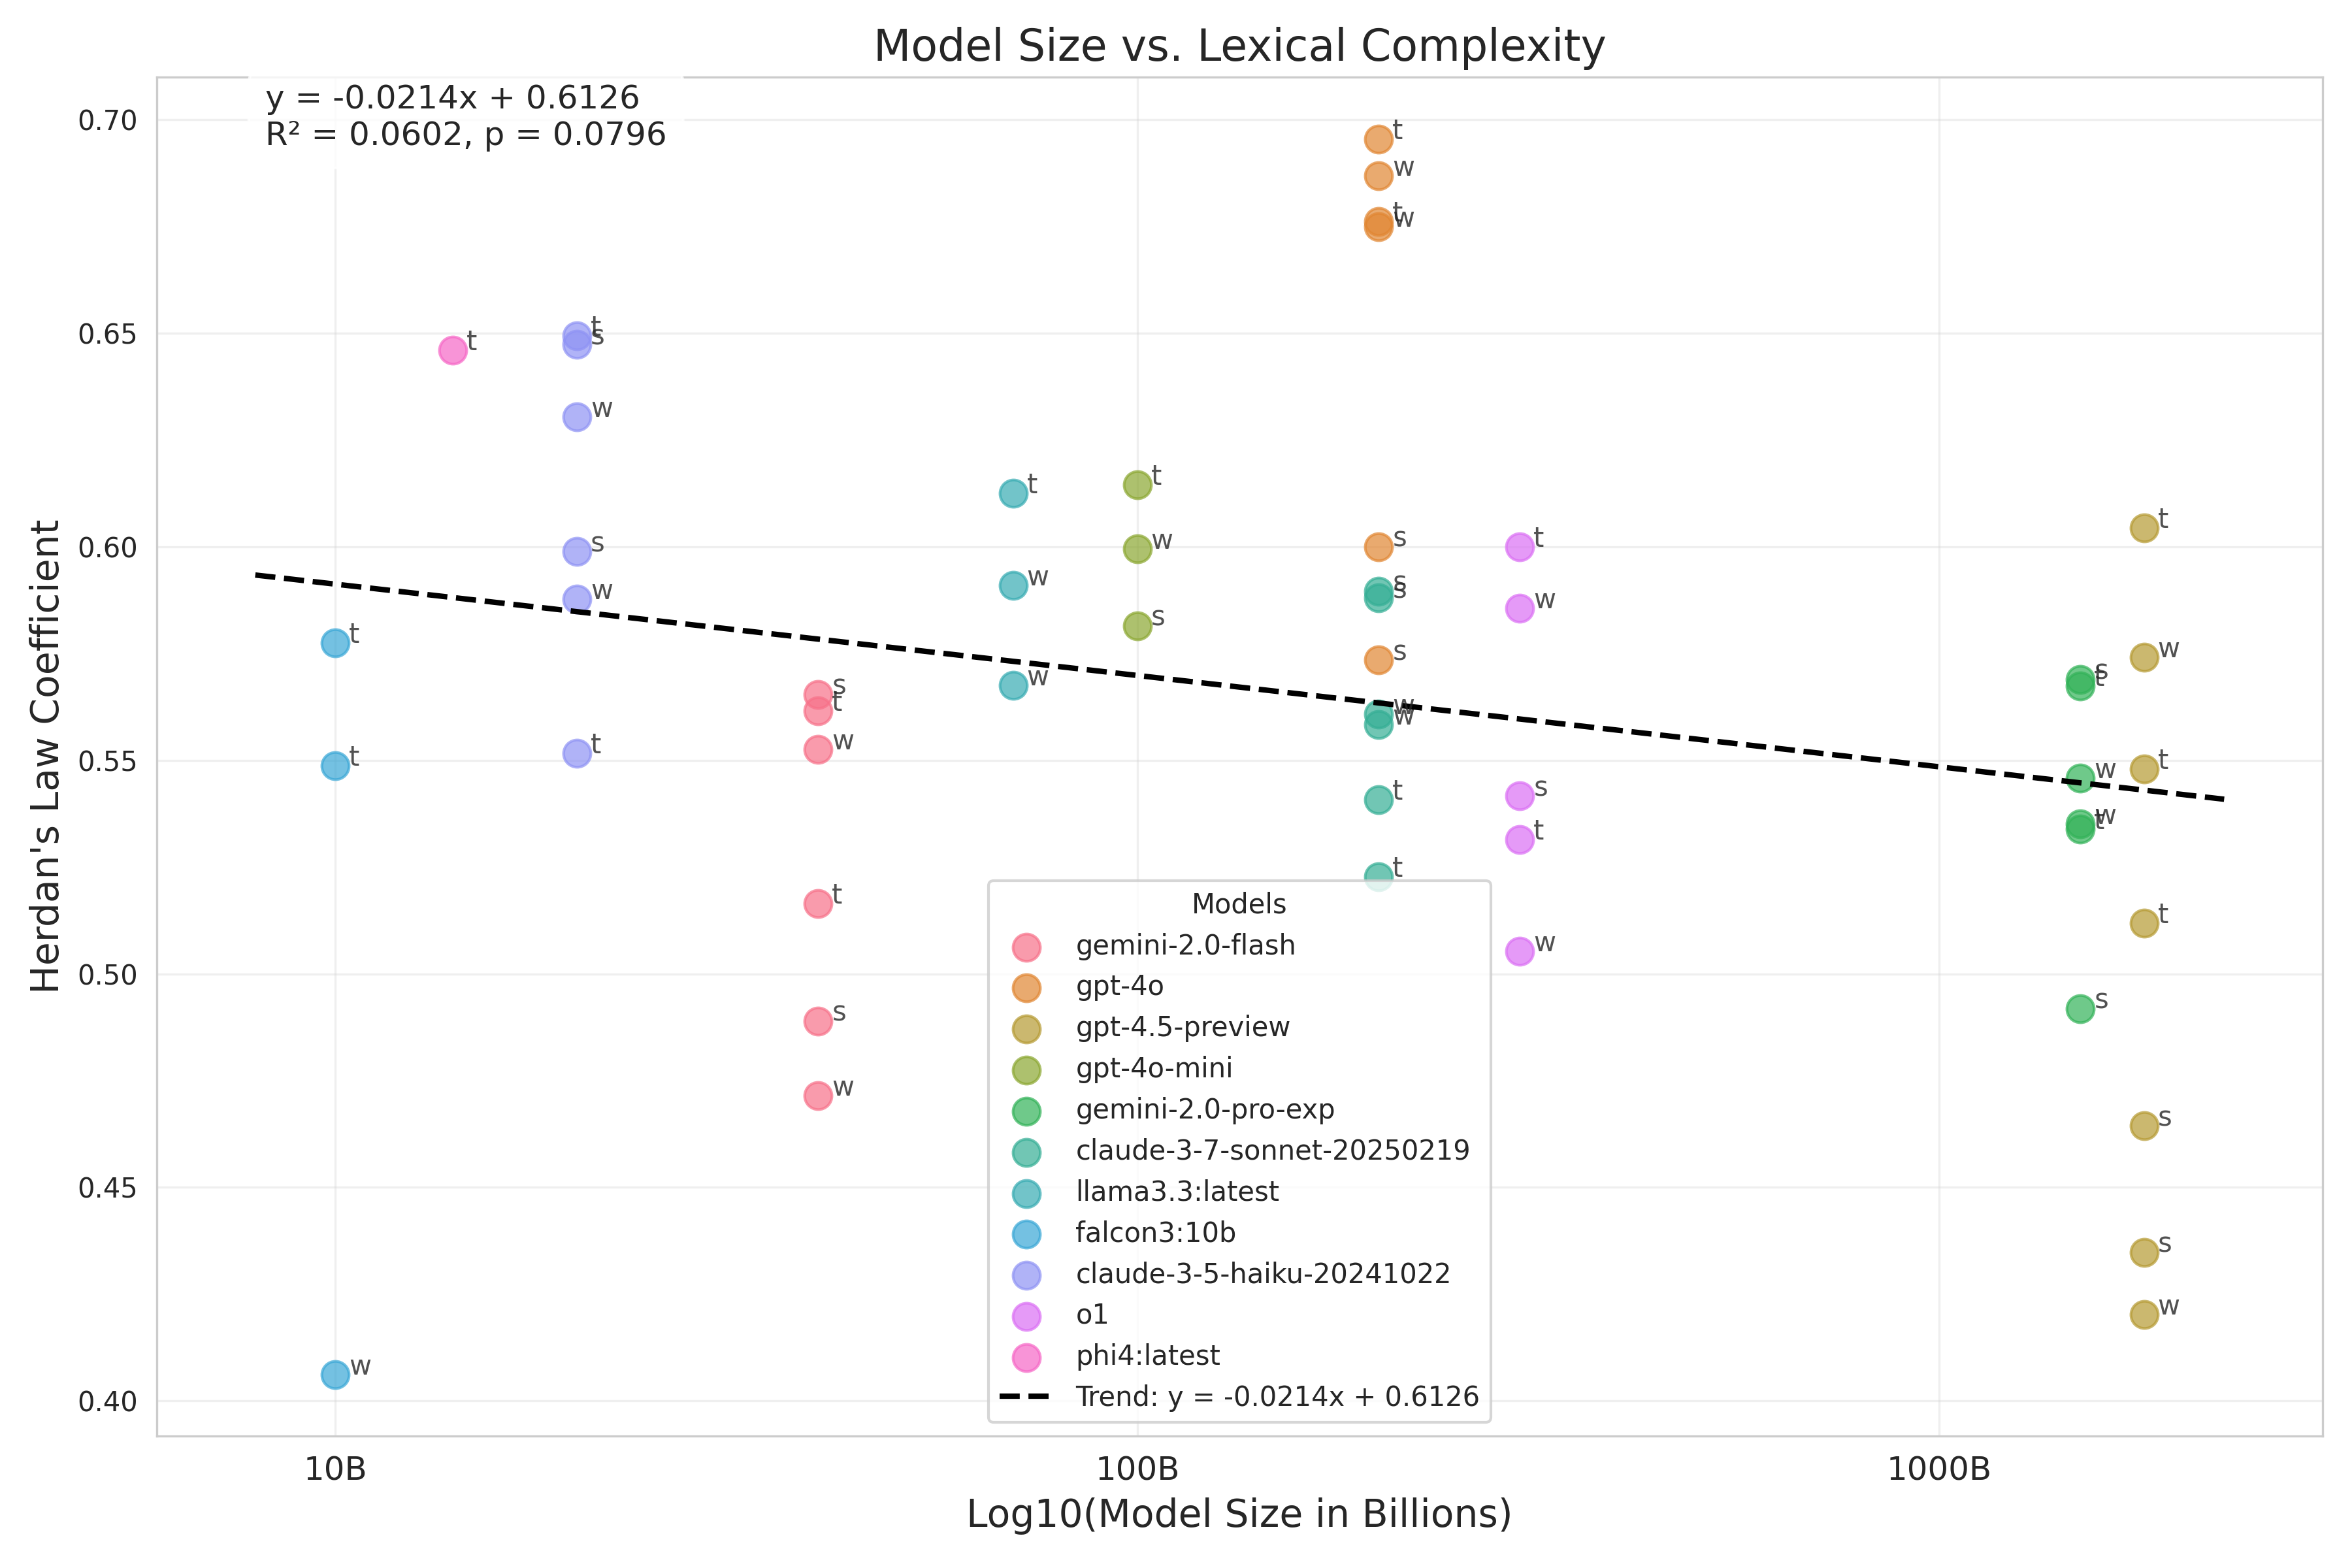 Model Size vs. Lexical Complexity
y = -0.0214x + 0.6126
R² = 0.0602, p = 0.0796
Herdan's Law Coefficient
0.70
0.65
0.60
0.55
0.50
0.45
0.40
t
w
t
w
t
s
t
w
t
t
w
t
s
w
s
t
s
s
w
w
t
s
s
w
s
t
w
w
t
t
w
s
t
t
s
t
w
w
t
s
t
w
t
t
w
s
t
w
s
t
w
s
s
w
w
Models
gemini-2.0-flash
gpt-4o
gpt-4.5-preview
gpt-4o-mini
gemini-2.0-pro-exp
claude-3-7-sonnet-20250219
llama3.3:latest
falcon3:10b
claude-3-5-haiku-20241022
o1
phi4:latest
Trend: y = -0.0214x + 0.6126
10B
100B
1000B
Log10(Model Size in Billions)